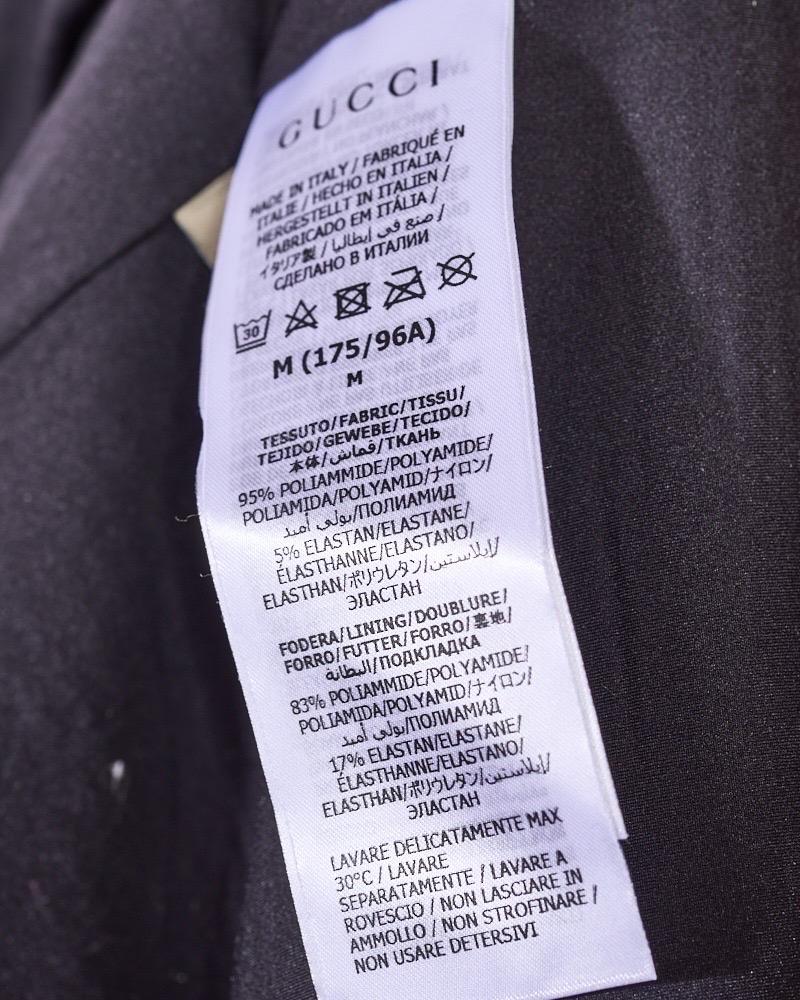 GUCCI
MADE IN ITALY / FABRIQUÉ EN
ITALIE / HECHO EN ITALIA /
HERGESTELLT IN ITALIEN /
FABRICADO EM ITÁLIA /
イタリア製 / صنع في إيطاليا /
СДЕЛАНО В ИТАЛИИ
30
M (175/96A)
M
TESSUTO/FABRIC/TISSU/
TEJIDO/GEWEBE/TECIDO/
本体/قماش/ТКАНЬ
95% POLIAMMIDE/POLYAMIDE/
POLIAMIDA/POLYAMID/ナイロン/
بولي أميد/ПОЛИАМИД
5% ELASTAN/ELASTANE/
ÉLASTHANNE/ELASTANO/
ELASTHAN/ポリウレタン/إيلاستين/
ЭЛАСТАН
FODERA/LINING/DOUBLURE/
FORRO/FUTTER/FORRO/裏地/
البطانة/ПОДКЛАДКА
83% POLIAMMIDE/POLYAMIDE/
POLIAMIDA/POLYAMID/ナイロン/
بولي أميد/ПОЛИАМИД
17% ELASTAN/ELASTANE/
ÉLASTHANNE/ELASTANO/
ELASTHAN/ポリウレタン/إيلاستين/
ЭЛАСТАН
LAVARE DELICATAMENTE MAX
30°C / LAVARE
SEPARATAMENTE / LAVARE A
ROVESCIO / NON LASCIARE IN
AMMOLLO / NON STROFINARE /
NON USARE DETERSIVI